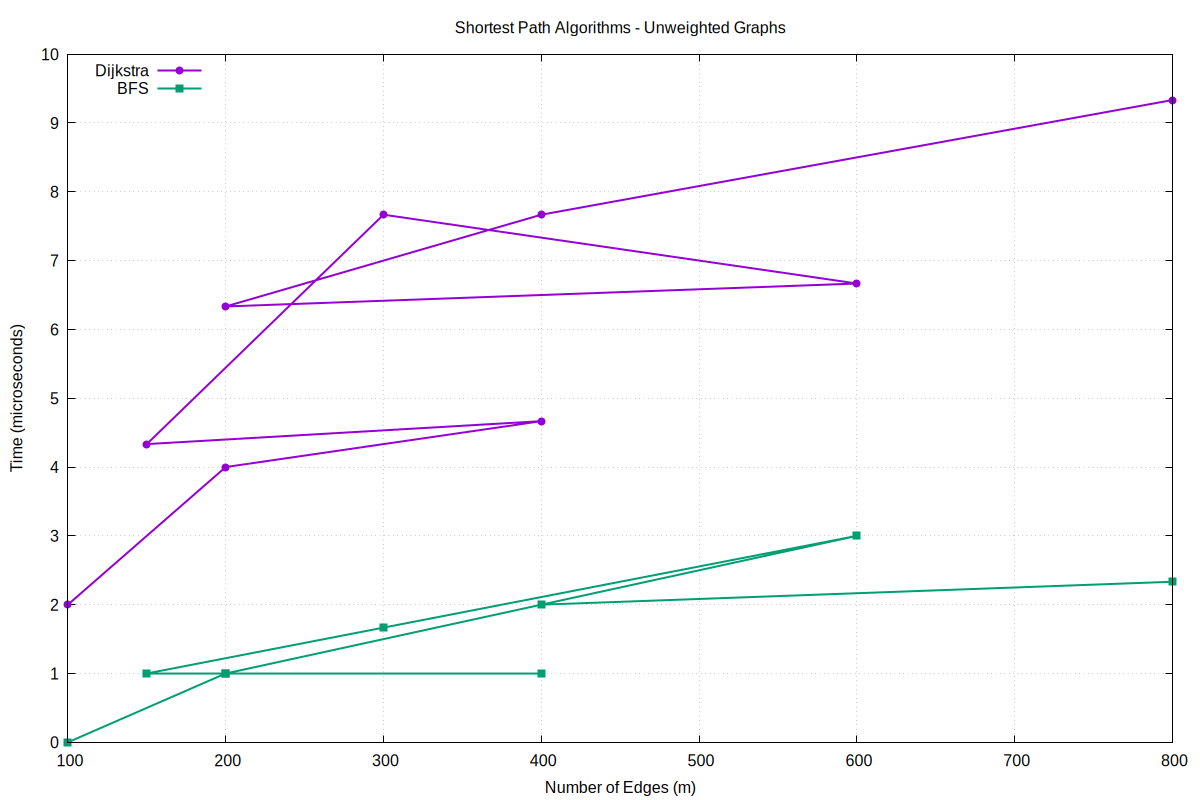 Shortest Path Algorithms - Unweighted Graphs
10
9
8
7
6
5
4
3
2
1
0
Dijkstra
BFS
Time (microseconds)
100 200 300 400 500 600 700 800
Number of Edges (m)